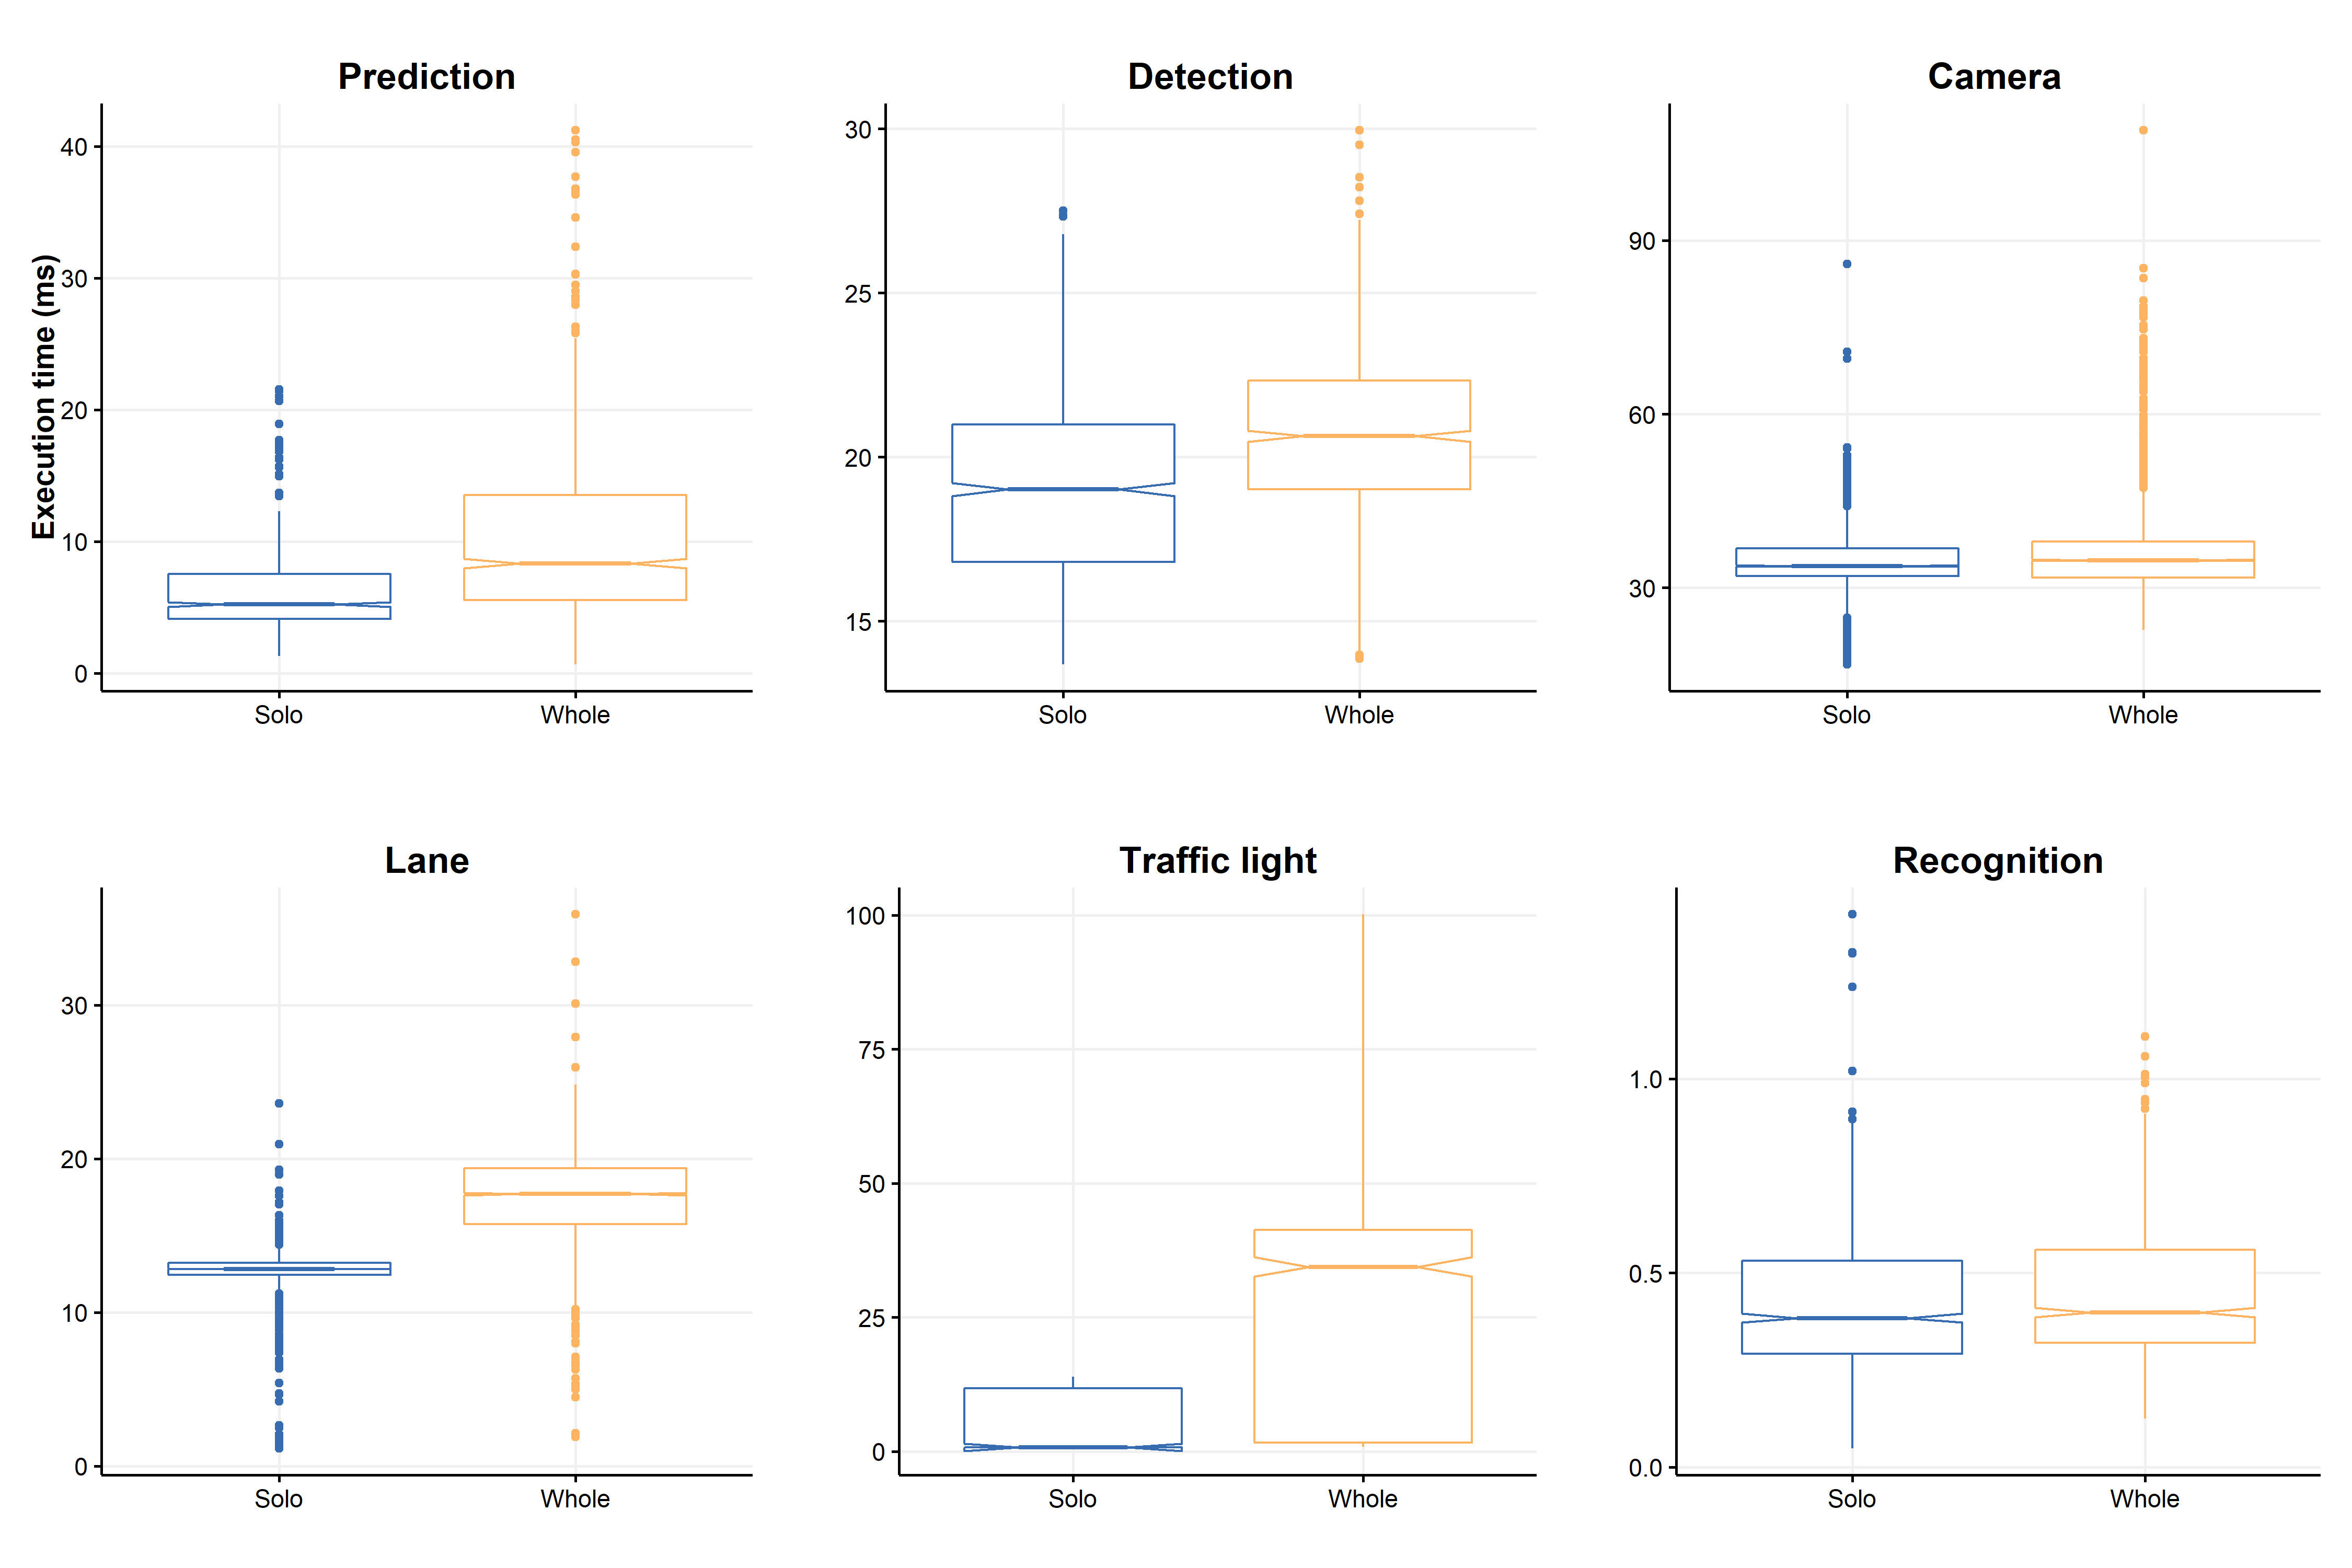 Prediction
Execution time (ms)
40
30
20
10
0
Solo Whole
Detection
30
25
20
15
Solo Whole
Camera
90
60
30
Solo Whole
Lane
30
20
10
0
Solo Whole
Traffic light
100
75
50
25
0
Solo Whole
Recognition
1.0
0.5
0.0
Solo Whole